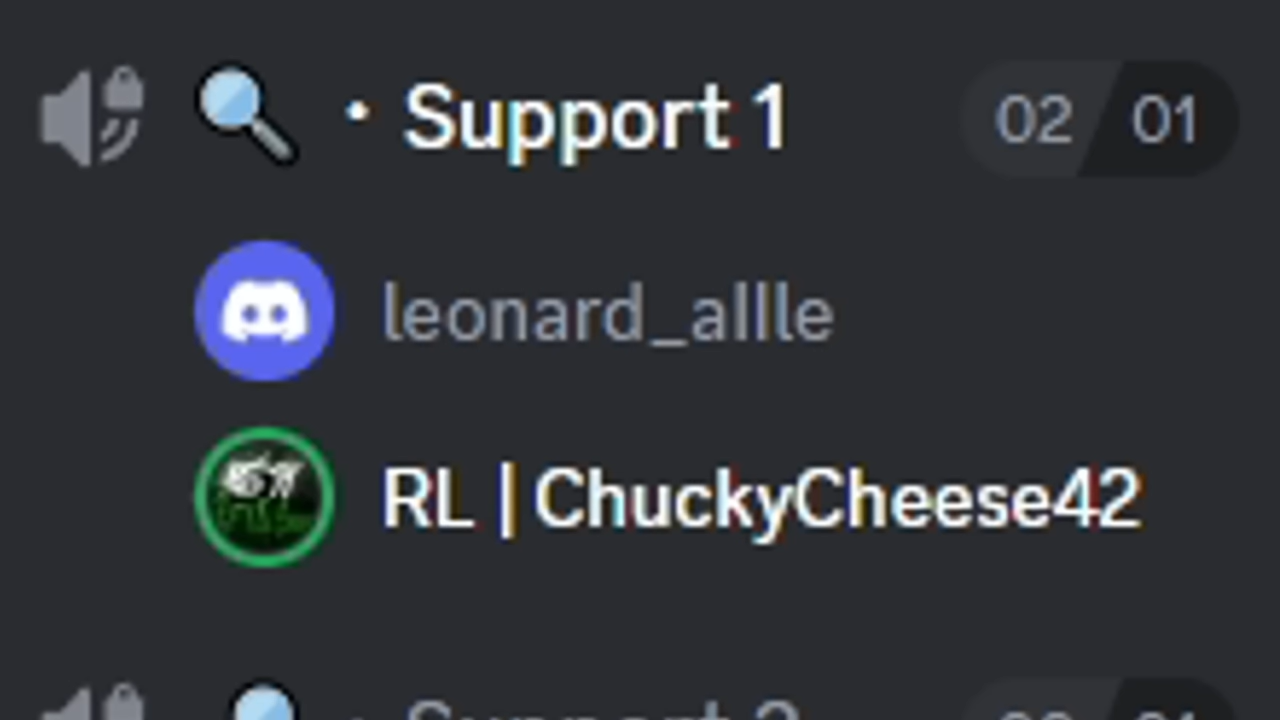 · Support 1 02 01
leonard_allle
RL | ChuckyCheese42